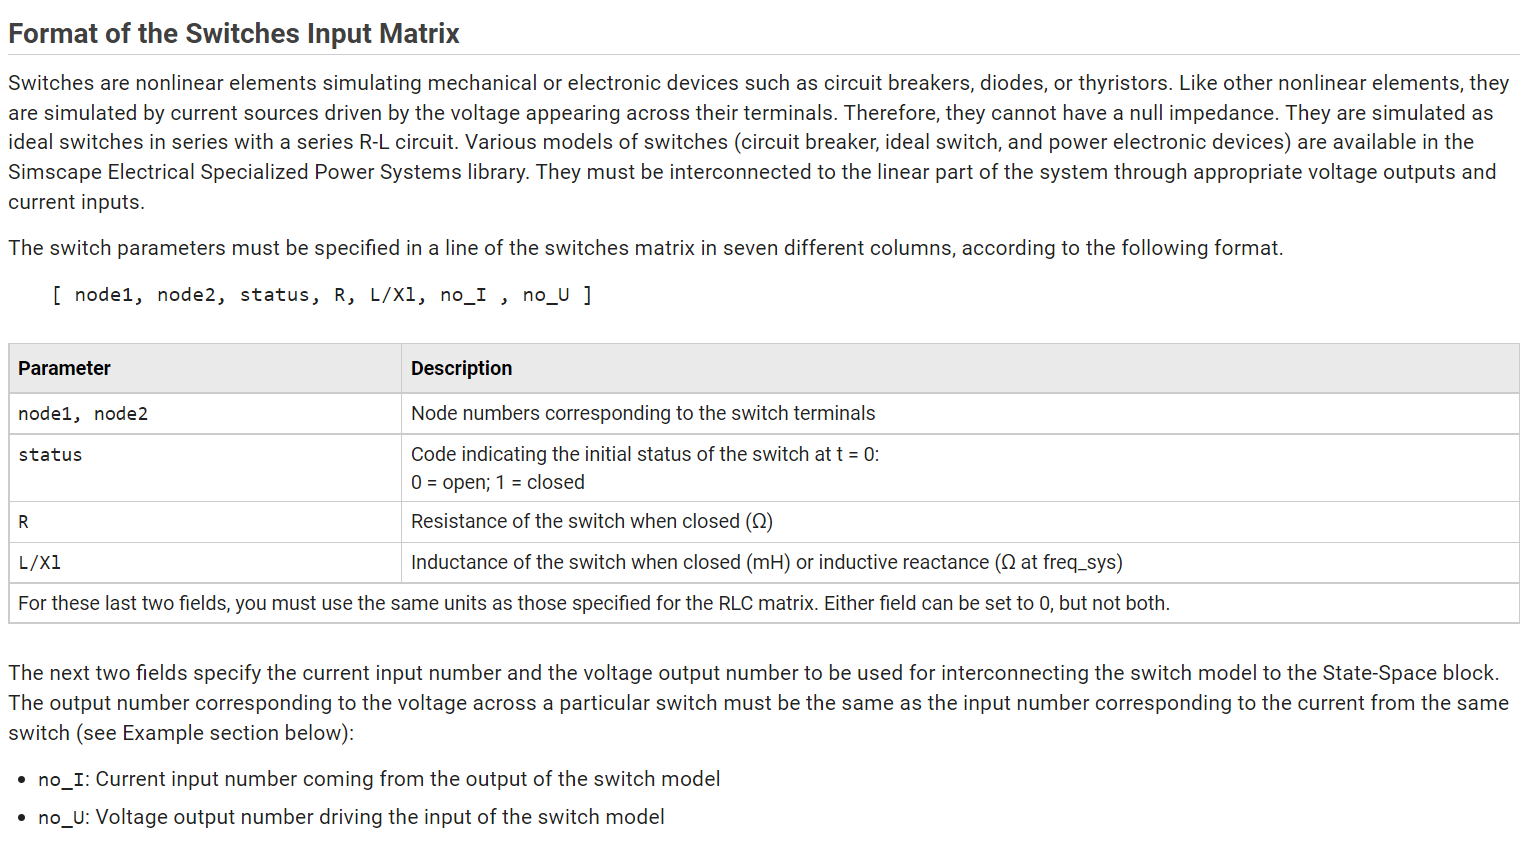 Format of the Switches Input Matrix
Switches are nonlinear elements simulating mechanical or electronic devices such as circuit breakers, diodes, or thyristors. Like other nonlinear elements, they
are simulated by current sources driven by the voltage appearing across their terminals. Therefore, they cannot have a null impedance. They are simulated as
ideal switches in series with a series R-L circuit. Various models of switches (circuit breaker, ideal switch, and power electronic devices) are available in the
Simscape Electrical Specialized Power Systems library. They must be interconnected to the linear part of the system through appropriate voltage outputs and
current inputs.
The switch parameters must be specified in a line of the switches matrix in seven different columns, according to the following format.
[ node1, node2, status, R, L/Xl, no_I , no_U ]
Parameter Description
node1, node2 Node numbers corresponding to the switch terminals
status Code indicating the initial status of the switch at t = 0:
0 = open; 1 = closed
R Resistance of the switch when closed (Ω)
L/Xl Inductance of the switch when closed (mH) or inductive reactance (Ω at freq_sys)
For these last two fields, you must use the same units as those specified for the RLC matrix. Either field can be set to 0, but not both.
The next two fields specify the current input number and the voltage output number to be used for interconnecting the switch model to the State-Space block.
The output number corresponding to the voltage across a particular switch must be the same as the input number corresponding to the current from the same
switch (see Example section below):
• no_I: Current input number coming from the output of the switch model
• no_U: Voltage output number driving the input of the switch model